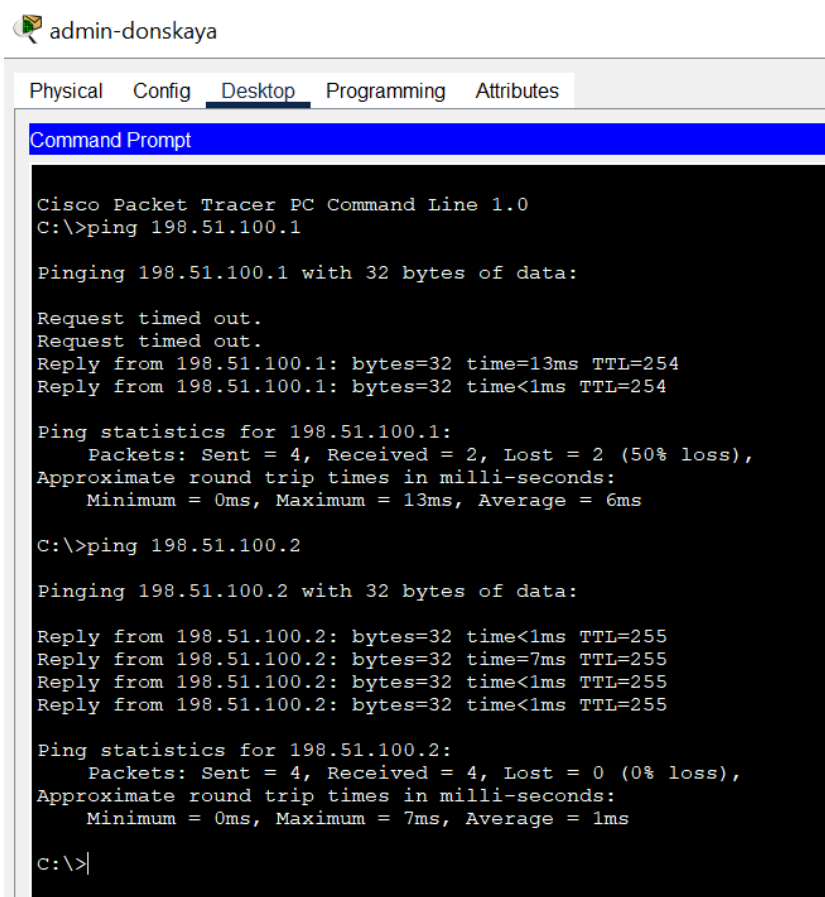 admin-donskaya
Physical Config Desktop Programming Attributes
Command Prompt
Cisco Packet Tracer PC Command Line 1.0
C:\>ping 198.51.100.1
Pinging 198.51.100.1 with 32 bytes of data:
Request timed out.
Request timed out.
Reply from 198.51.100.1: bytes=32 time=13ms TTL=254
Reply from 198.51.100.1: bytes=32 time<1ms TTL=254
Ping statistics for 198.51.100.1:
    Packets: Sent = 4, Received = 2, Lost = 2 (50% loss),
Approximate round trip times in milli-seconds:
    Minimum = 0ms, Maximum = 13ms, Average = 6ms
C:\>ping 198.51.100.2
Pinging 198.51.100.2 with 32 bytes of data:
Reply from 198.51.100.2: bytes=32 time<1ms TTL=255
Reply from 198.51.100.2: bytes=32 time=7ms TTL=255
Reply from 198.51.100.2: bytes=32 time<1ms TTL=255
Reply from 198.51.100.2: bytes=32 time<1ms TTL=255
Ping statistics for 198.51.100.2:
    Packets: Sent = 4, Received = 4, Lost = 0 (0% loss),
Approximate round trip times in milli-seconds:
    Minimum = 0ms, Maximum = 7ms, Average = 1ms
C:\>